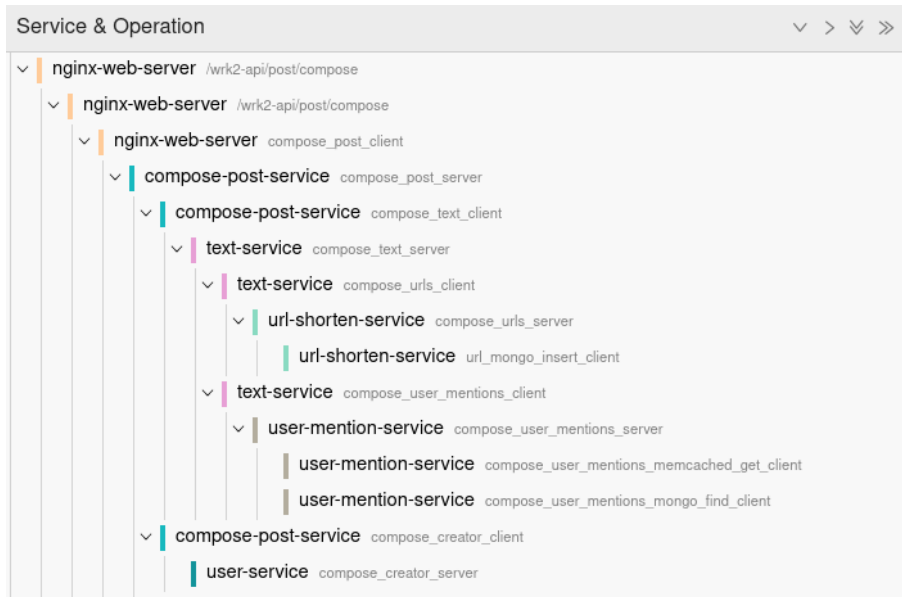 Service & Operation
nginx-web-server /wrk2-api/post/compose
nginx-web-server /wrk2-api/post/compose
nginx-web-server compose_post_client
compose-post-service compose_post_server
compose-post-service compose_text_client
text-service compose_text_server
text-service compose_urls_client
url-shorten-service compose_urls_server
url-shorten-service url_mongo_insert_client
text-service compose_user_mentions_client
user-mention-service compose_user_mentions_server
user-mention-service compose_user_mentions_memcached_get_client
user-mention-service compose_user_mentions_mongo_find_client
compose-post-service compose_creator_client
user-service compose_creator_server